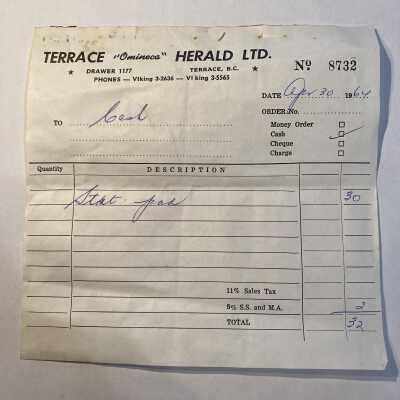 TERRACE "Omineca" HERALD LTD.
★ DRAWER 1177 TERRACE, B.C. ★
PHONES — VIking 3-2636 — VI king 3-5565
Nº 8732
DATE Apr 30 1964
ORDER No.
TO Cash
Money Order
Cash ✓
Cheque
Charge
Quantity DESCRIPTION
Stat pad 30
11% Sales Tax
5% S.S. and M.A. 2
TOTAL 32